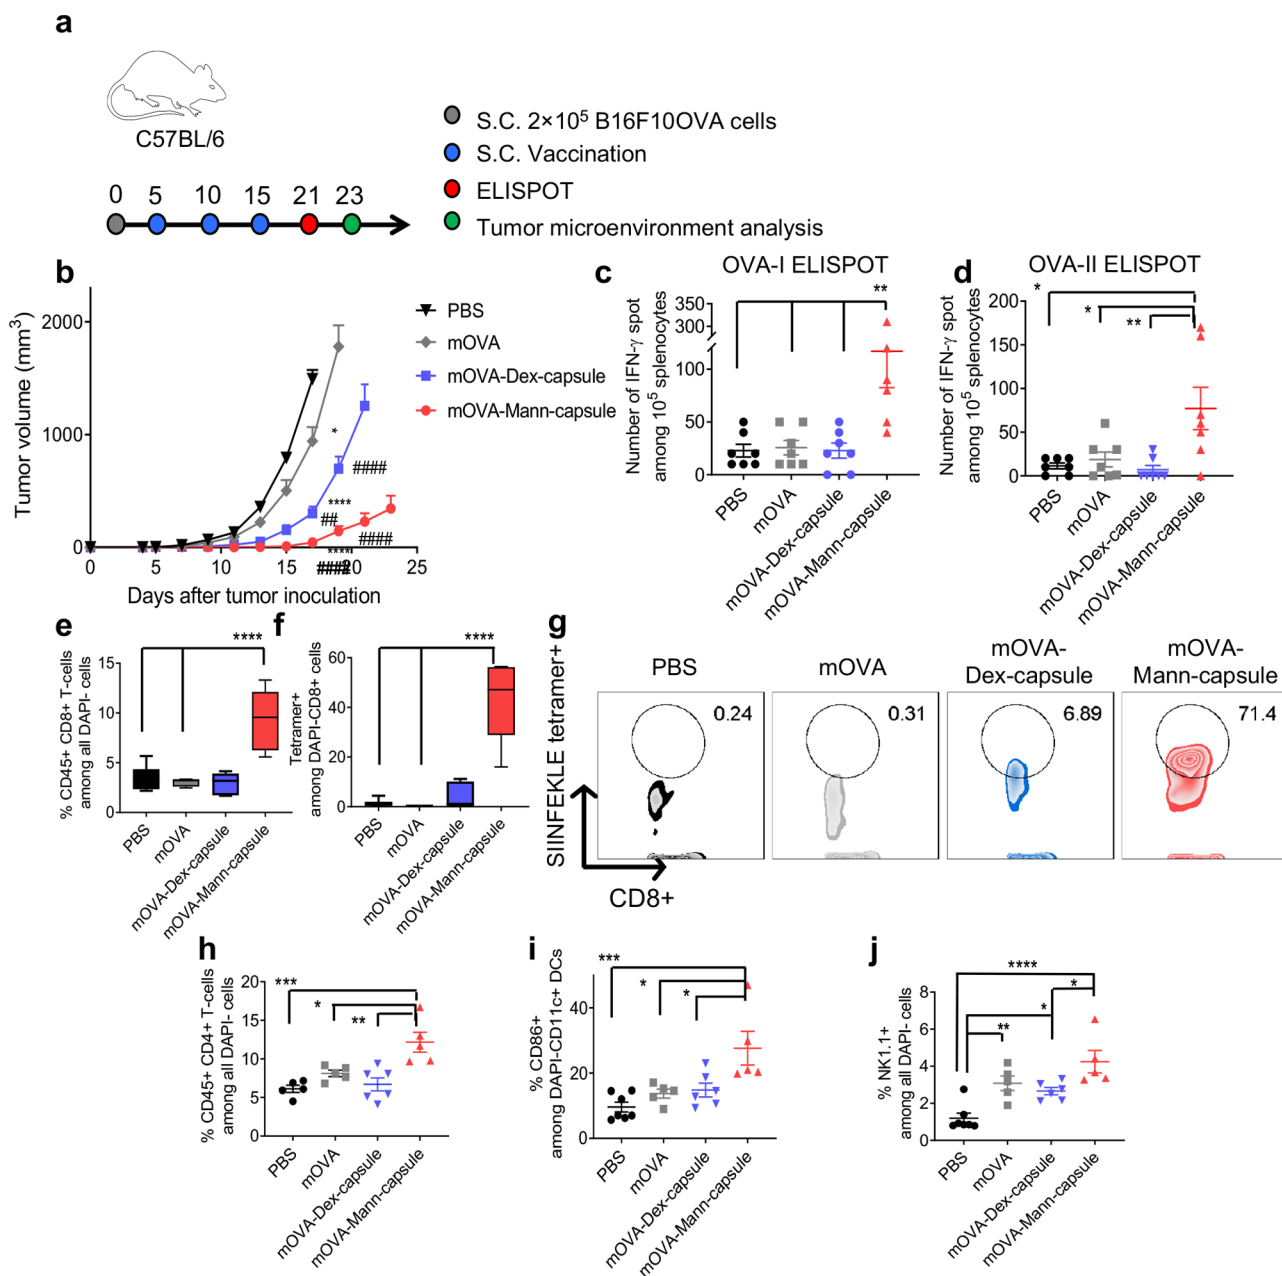 a
C57BL/6
0 5 10 15 21 23
S.C. 2×10⁵ B16F10OVA cells
S.C. Vaccination
ELISPOT
Tumor microenvironment analysis
b
Tumor volume (mm³)
2000
1000
0
0 5 10 15 20 25
Days after tumor inoculation
PBS
mOVA
mOVA-Dex-capsule
mOVA-Mann-capsule
*
####
****
##
####
****
####
c
OVA-I ELISPOT
Number of IFN-γ spot
among 10⁵ splenocytes
350
300
100
50
0
**
PBS
mOVA
mOVA-Dex-capsule
mOVA-Mann-capsule
d
OVA-II ELISPOT
Number of IFN-γ spot
among 10⁵ splenocytes
200
150
100
50
0
*
*
**
PBS
mOVA
mOVA-Dex-capsule
mOVA-Mann-capsule
e
% CD45+ CD8+ T-cells
among all DAPI- cells
15
10
5
0
****
PBS
mOVA
mOVA-Dex-capsule
mOVA-Mann-capsule
f
Tetramer+
among DAPI-CD8+ cells
60
40
20
0
****
PBS
mOVA
mOVA-Dex-capsule
mOVA-Mann-capsule
g
SIINFEKLE tetramer+
CD8+
PBS
0.24
mOVA
0.31
mOVA-
Dex-capsule
6.89
mOVA-
Mann-capsule
71.4
h
% CD45+ CD4+ T-cells
among all DAPI- cells
20
15
10
5
0
***
*
**
PBS
mOVA
mOVA-Dex-capsule
mOVA-Mann-capsule
i
% CD86+
among DAPI-CD11c+ DCs
40
20
0
***
*
*
PBS
mOVA
mOVA-Dex-capsule
mOVA-Mann-capsule
j
% NK1.1+
among all DAPI- cells
8
6
4
2
0
****
*
*
**
PBS
mOVA
mOVA-Dex-capsule
mOVA-Mann-capsule